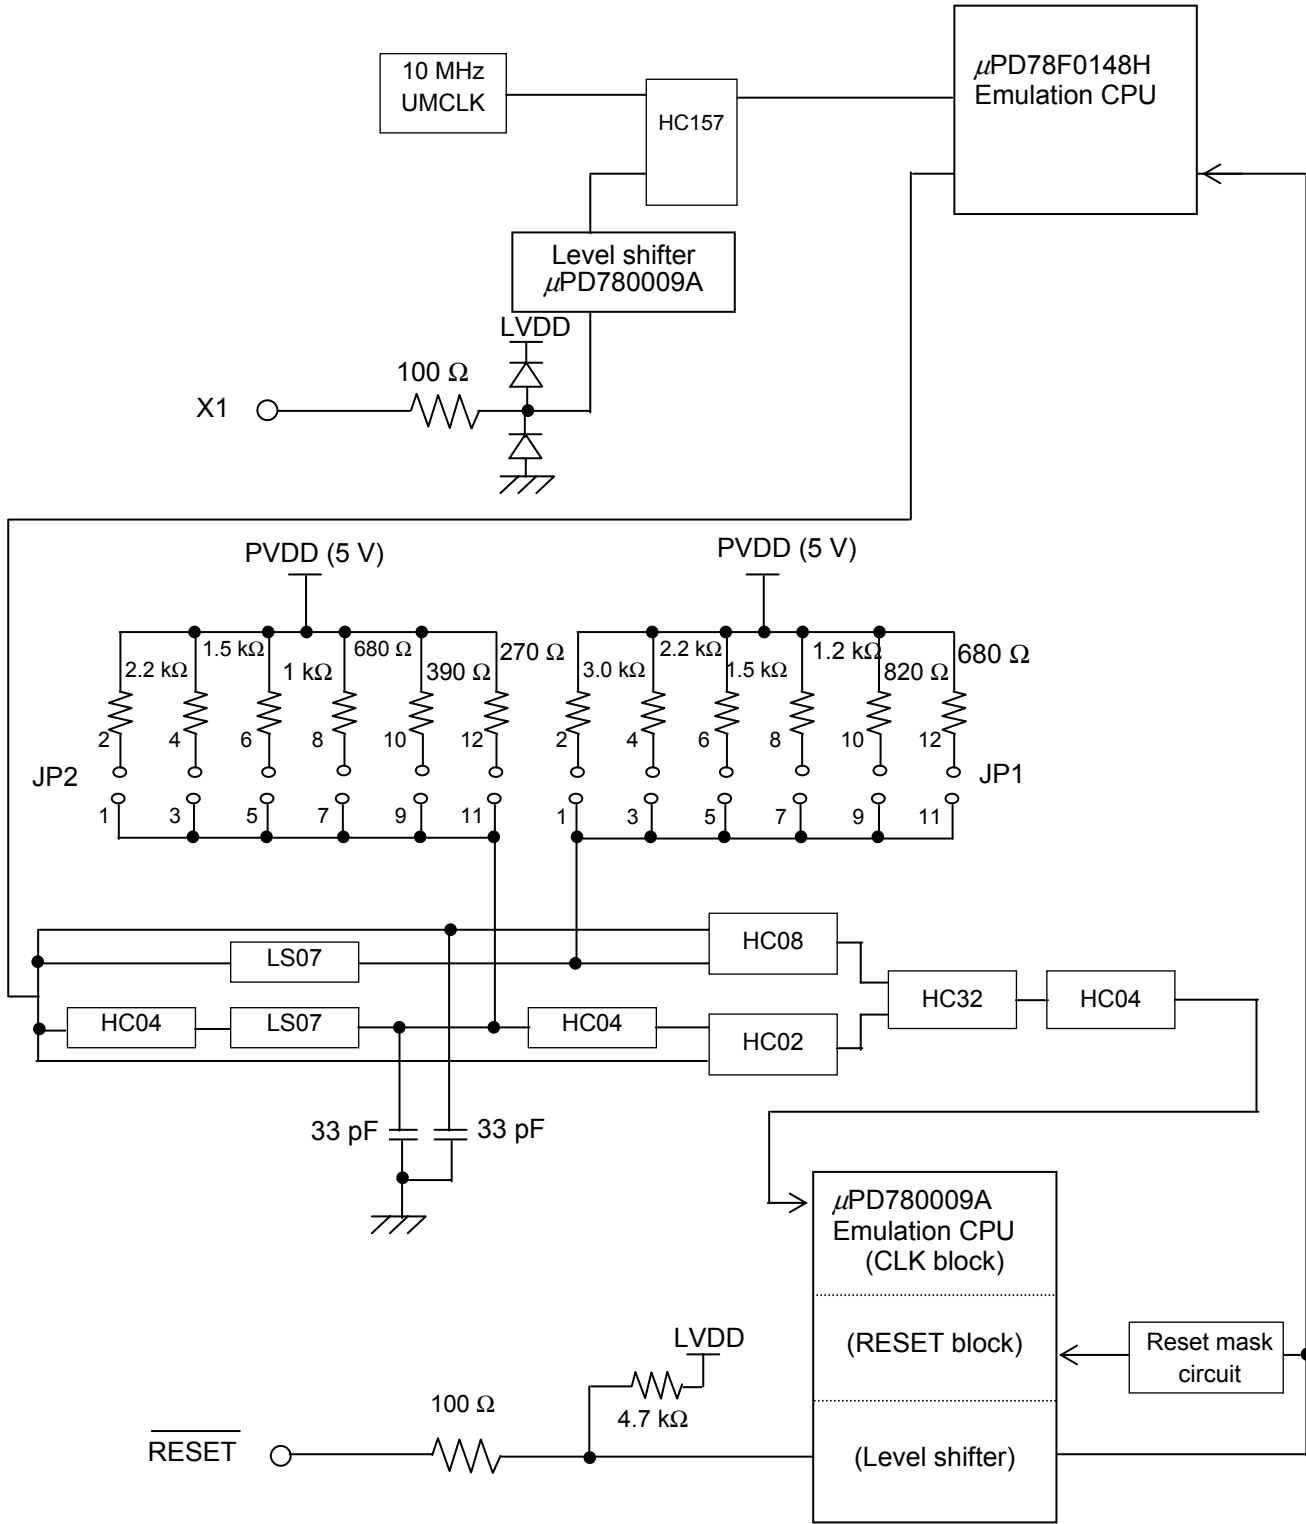 10 MHz
UMCLK
HC157
μPD78F0148H
Emulation CPU
Level shifter
μPD780009A
LVDD
100 Ω
X1
PVDD (5 V)
PVDD (5 V)
2.2 kΩ
1.5 kΩ
1 kΩ
680 Ω
390 Ω
270 Ω
3.0 kΩ
2.2 kΩ
1.5 kΩ
1.2 kΩ
820 Ω
680 Ω
2
4
6
8
10
12
2
4
6
8
10
12
JP2
JP1
1
3
5
7
9
11
1
3
5
7
9
11
LS07
HC08
HC04
LS07
HC04
HC02
HC32
HC04
33 pF
33 pF
μPD780009A
Emulation CPU
(CLK block)
(RESET block)
(Level shifter)
Reset mask
circuit
LVDD
4.7 kΩ
100 Ω
RESET